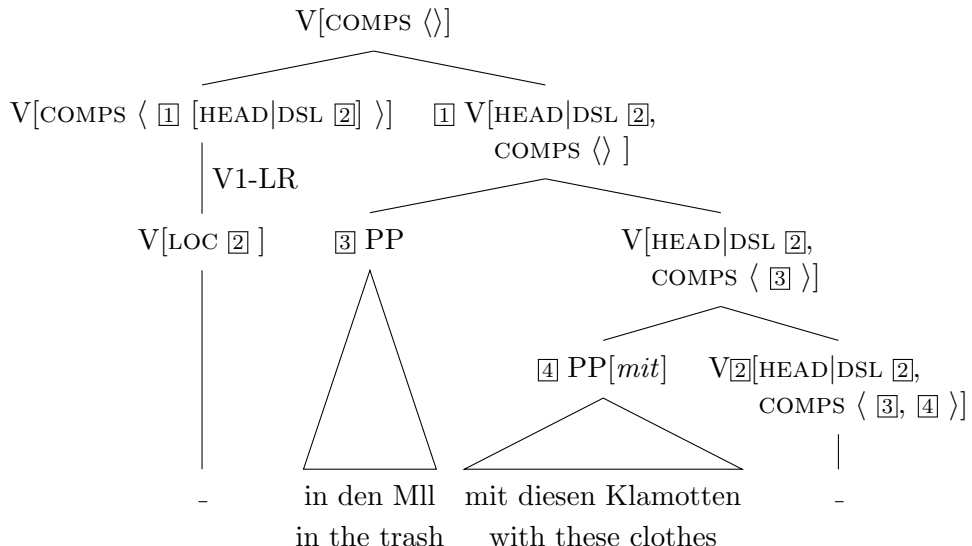 V[COMPS ⟨⟩]
V[COMPS ⟨ 1 [HEAD|DSL 2] ⟩] 1 V[HEAD|DSL 2,
COMPS ⟨⟩ ]
V1-LR
V[LOC 2 ] 3 PP V[HEAD|DSL 2,
COMPS ⟨ 3 ⟩]
4 PP[mit] V2[HEAD|DSL 2,
COMPS ⟨ 3, 4 ⟩]
_ in den Mll mit diesen Klamotten _
in the trash with these clothes